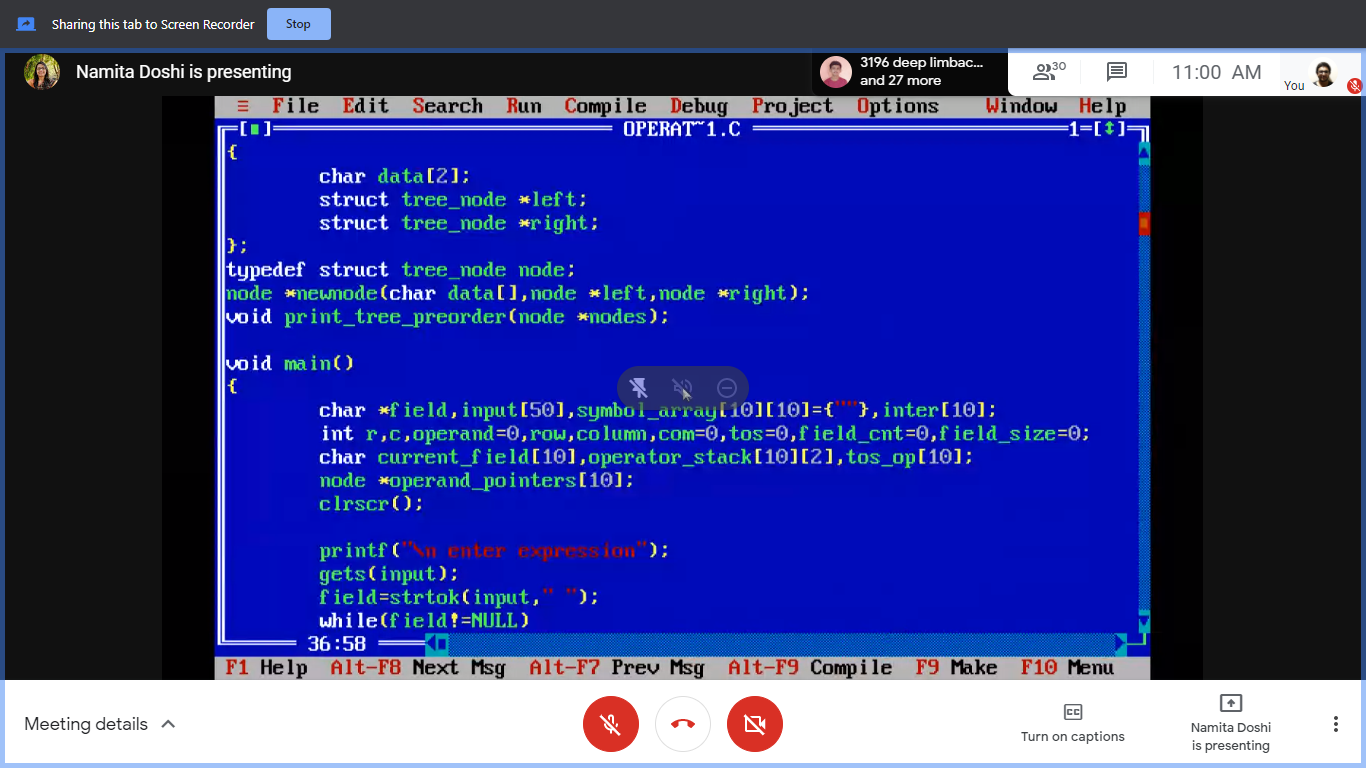 Sharing this tab to Screen Recorder
Stop
Namita Doshi is presenting
3196 deep limbac...
and 27 more
30
11:00 AM
You
≡ File Edit Search Run Compile Debug Project Options Window Help
[■] OPERAT~1.C 1=[↕]
{
char data[2];
struct tree_node *left;
struct tree_node *right;
};
typedef struct tree_node node;
node *newnode(char data[],node *left,node *right);
void print_tree_preorder(node *nodes);
void main()
{
char *field,input[50],symbol_array[10][10]={""},inter[10];
int r,c,operand=0,row,column,com=0,tos=0,field_cnt=0,field_size=0;
char current_field[10],operator_stack[10][2],tos_op[10];
node *operand_pointers[10];
clrscr();
printf("\n enter expression");
gets(input);
field=strtok(input," ");
while(field!=NULL)
36:58
F1 Help Alt-F8 Next Msg Alt-F7 Prev Msg Alt-F9 Compile F9 Make F10 Menu
Meeting details
CC
Turn on captions
Namita Doshi
is presenting